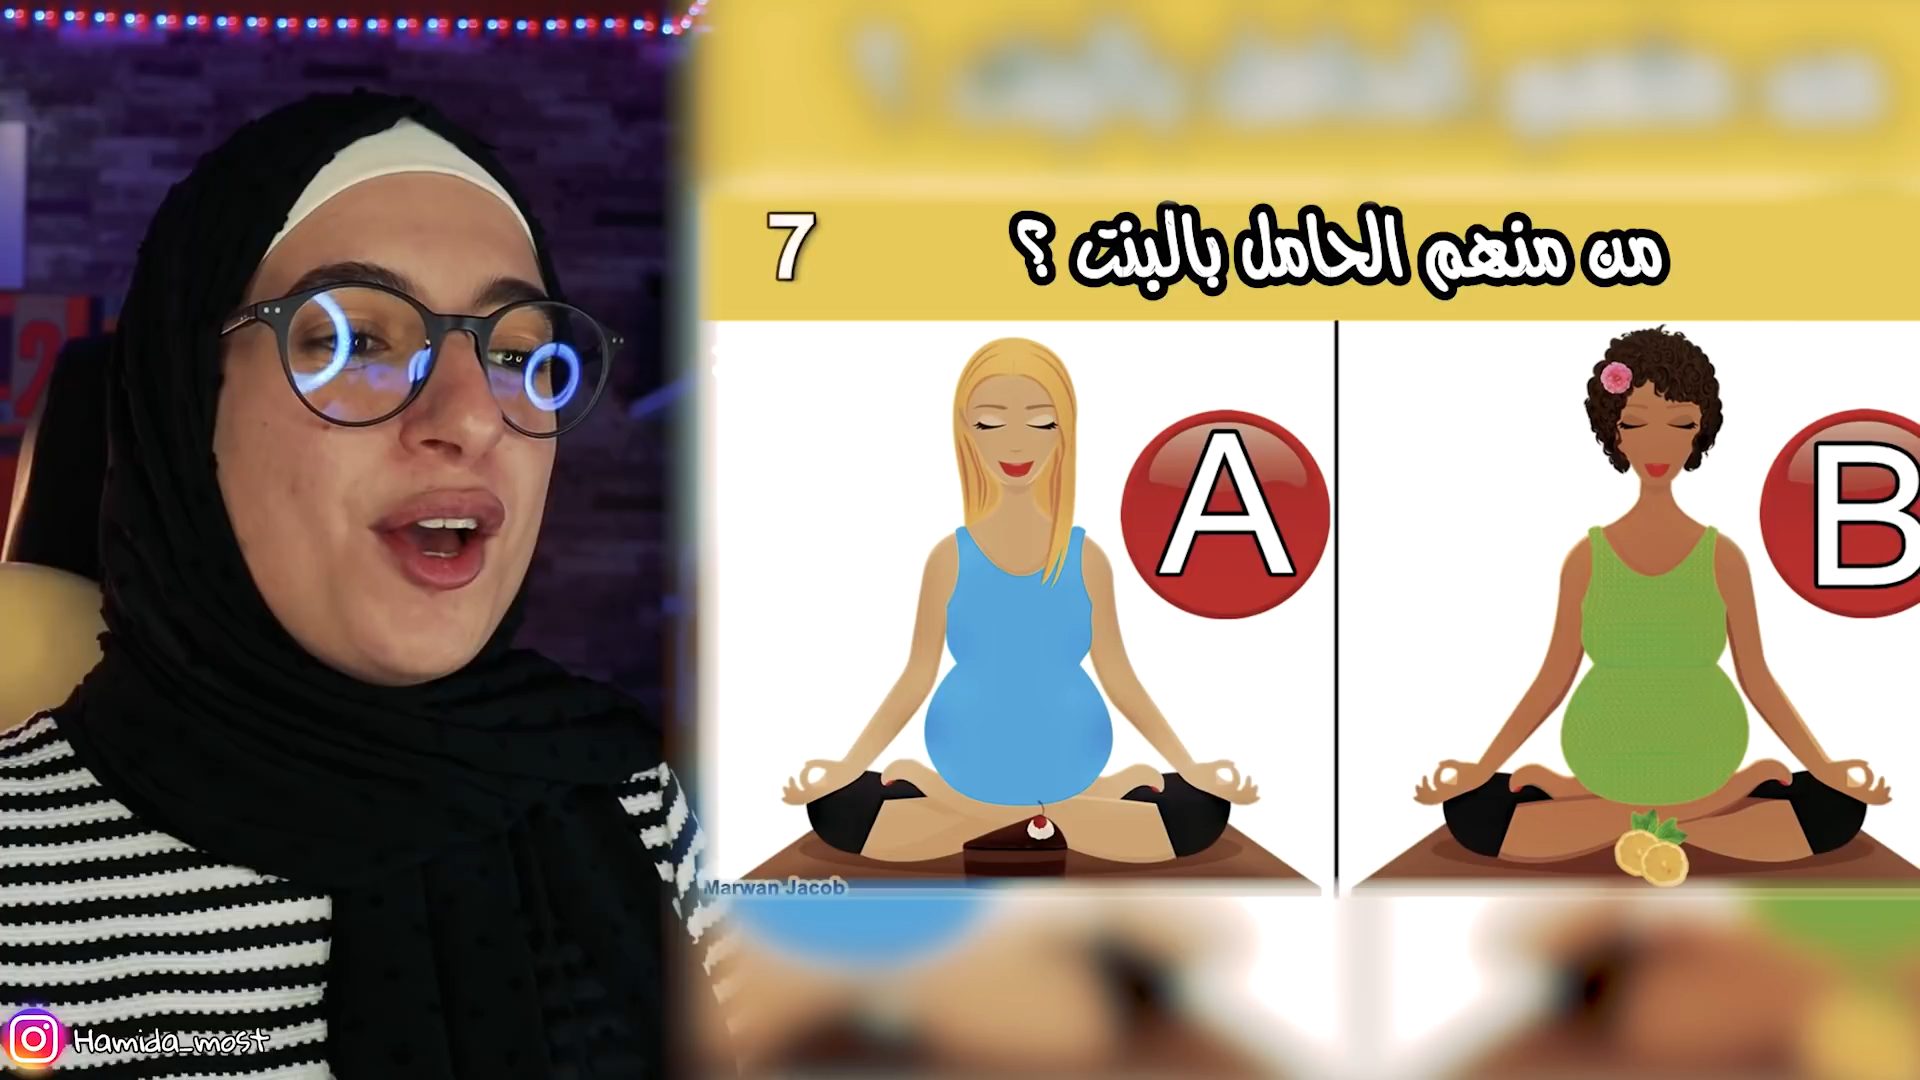 7
من منهم الحامل بالبنت ؟
A
B
Marwan Jacob
Hamida_most